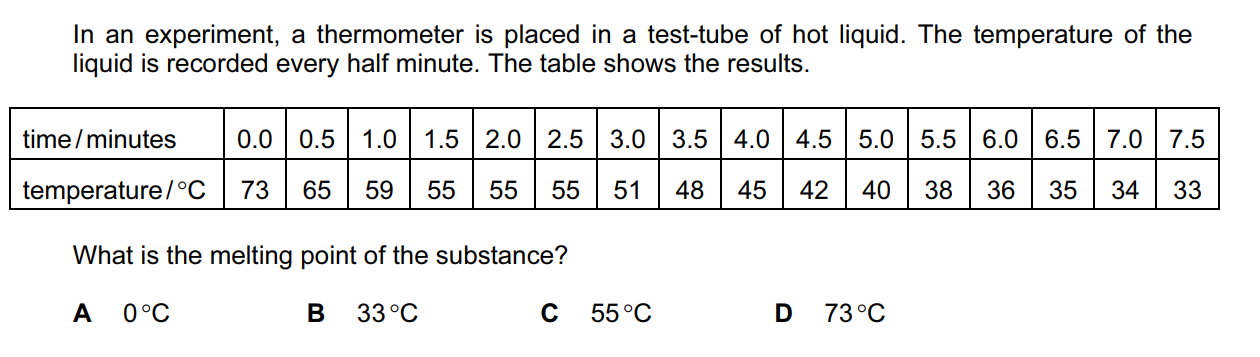 In an experiment, a thermometer is placed in a test-tube of hot liquid. The temperature of the
liquid is recorded every half minute. The table shows the results.
time / minutes 0.0 0.5 1.0 1.5 2.0 2.5 3.0 3.5 4.0 4.5 5.0 5.5 6.0 6.5 7.0 7.5
temperature / °C 73 65 59 55 55 55 51 48 45 42 40 38 36 35 34 33
What is the melting point of the substance?
A 0 °C B 33 °C C 55 °C D 73 °C